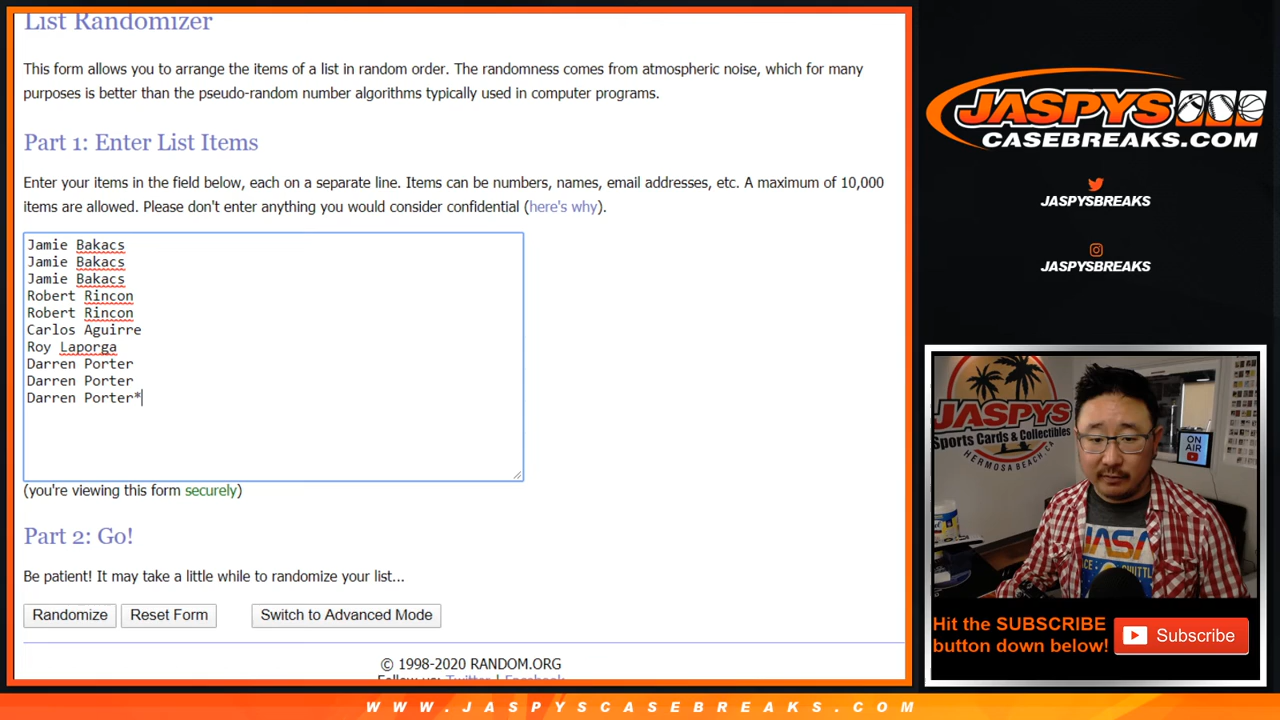 List Randomizer
This form allows you to arrange the items of a list in random order. The randomness comes from atmospheric noise, which for many
purposes is better than the pseudo-random number algorithms typically used in computer programs.
Part 1: Enter List Items
Enter your items in the field below, each on a separate line. Items can be numbers, names, email addresses, etc. A maximum of 10,000
items are allowed. Please don't enter anything you would consider confidential (here's why).
Jamie Bakacs
Jamie Bakacs
Jamie Bakacs
Robert Rincon
Robert Rincon
Carlos Aguirre
Roy Laporga
Darren Porter
Darren Porter
Darren Porter*
(you're viewing this form securely)
Part 2: Go!
Be patient! It may take a little while to randomize your list...
Randomize
Reset Form
Switch to Advanced Mode
© 1998-2020 RANDOM.ORG
Follow us: Twitter | Facebook
JASPYS
CASEBREAKS.COM
JASPYSBREAKS
JASPYSBREAKS
JASPYS
Sports Cards & Collectibles
HERMOSA BEACH, CA
ON
AIR
NASA
SHUTTLE
Hit the SUBSCRIBE
button down below!
Subscribe
WWW.JASPYSCASEBREAKS.COM